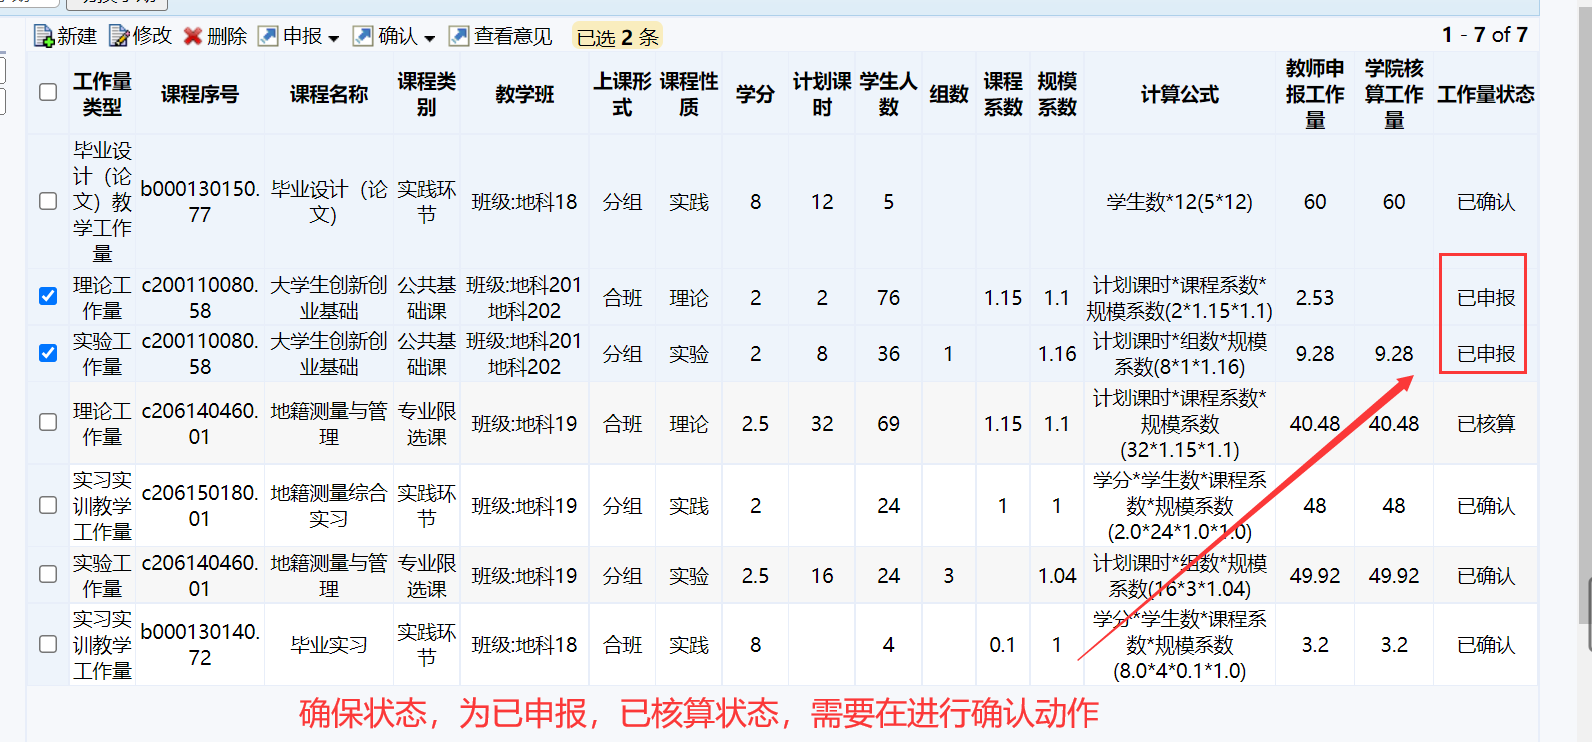 新建 修改 删除 申报 确认 查看意见 已选 2 条 1 - 7 of 7
工作量类型 课程序号 课程名称 课程类别 教学班 上课形式 课程性质 学分 计划课时 学生人数 组数 课程系数 规模系数 计算公式 教师申报工作量 学院核算工作量 工作量状态
毕业设计（论文）教学工作量 b000130150.77 毕业设计（论文) 实践环节 班级:地科18 分组 实践 8 12 5 学生数*12(5*12) 60 60 已确认
理论工作量 c200110080.58 大学生创新创业基础 公共基础课 班级:地科201 地科202 合班 理论 2 2 76 1.15 1.1 计划课时*课程系数*规模系数(2*1.15*1.1) 2.53 已申报
实验工作量 c200110080.58 大学生创新创业基础 公共基础课 班级:地科201 地科202 分组 实验 2 8 36 1 1.16 计划课时*组数*规模系数(8*1*1.16) 9.28 9.28 已申报
理论工作量 c206140460.01 地籍测量与管理 专业限选课 班级:地科19 合班 理论 2.5 32 69 1.15 1.1 计划课时*课程系数*规模系数(32*1.15*1.1) 40.48 40.48 已核算
实习实训教学工作量 c206150180.01 地籍测量综合实习 实践环节 班级:地科19 分组 实践 2 24 1 1 学分*学生数*课程系数*规模系数(2.0*24*1.0*1.0) 48 48 已确认
实验工作量 c206140460.01 地籍测量与管理 专业限选课 班级:地科19 分组 实验 2.5 16 24 3 1.04 计划课时*组数*规模系数(16*3*1.04) 49.92 49.92 已确认
实习实训教学工作量 b000130140.72 毕业实习 实践环节 班级:地科18 合班 实践 8 4 0.1 1 学分*学生数*课程系数*规模系数(8.0*4*0.1*1.0) 3.2 3.2 已确认
确保状态，为已申报，已核算状态，需要在进行确认动作